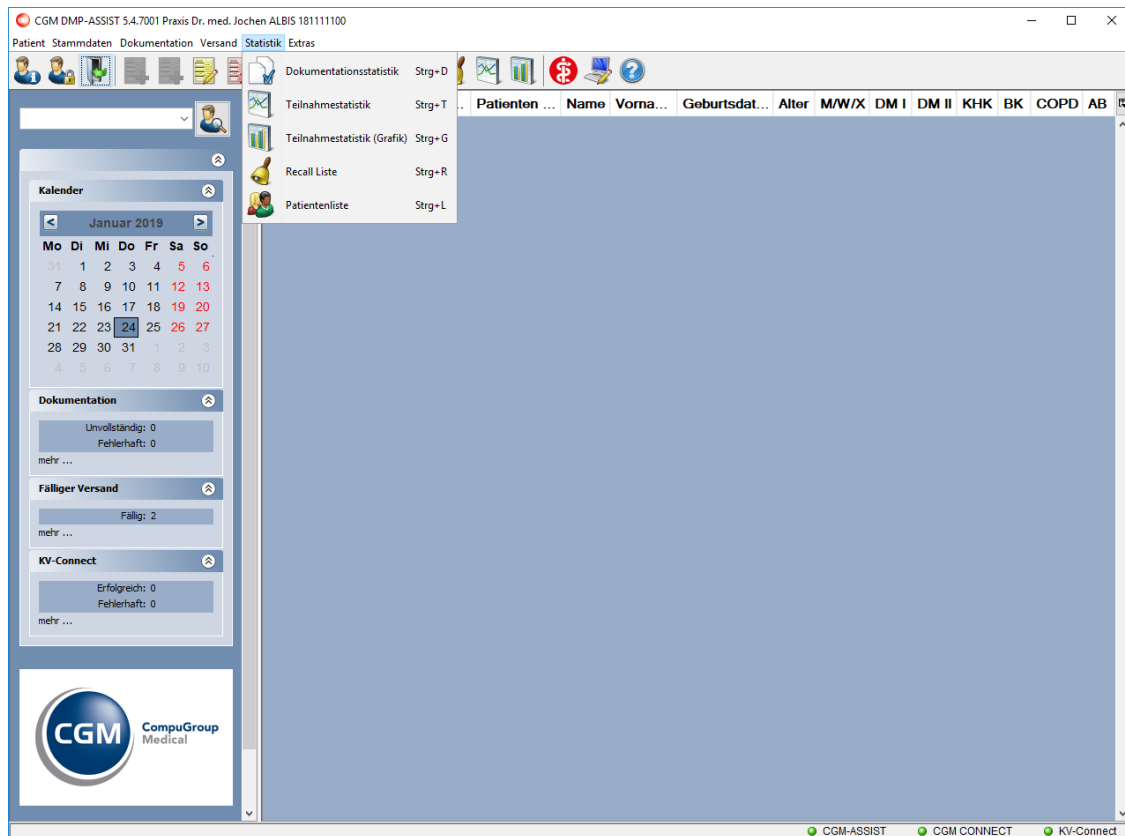 CGM DMP-ASSIST 5.4.7001 Praxis Dr. med. Jochen ALBIS 181111100
Patient Stammdaten Dokumentation Versand Statistik Extras
Dokumentationsstatistik Strg+D
Teilnahmestatistik Strg+T
Teilnahmestatistik (Grafik) Strg+G
Recall Liste Strg+R
Patientenliste Strg+L
... Patienten ... Name Vorna... Geburtsdat... Alter M/W/X DM I DM II KHK BK COPD AB
Kalender
< Januar 2019 >
Mo Di Mi Do Fr Sa So
31 1 2 3 4 5 6
7 8 9 10 11 12 13
14 15 16 17 18 19 20
21 22 23 24 25 26 27
28 29 30 31 1 2 3
4 5 6 7 8 9 10
Dokumentation
Unvollständig: 0
Fehlerhaft: 0
mehr ...
Fälliger Versand
Fällig: 2
mehr ...
KV-Connect
Erfolgreich: 0
Fehlerhaft: 0
mehr ...
CGM
CompuGroup
Medical
CGM-ASSIST CGM CONNECT KV-Connect